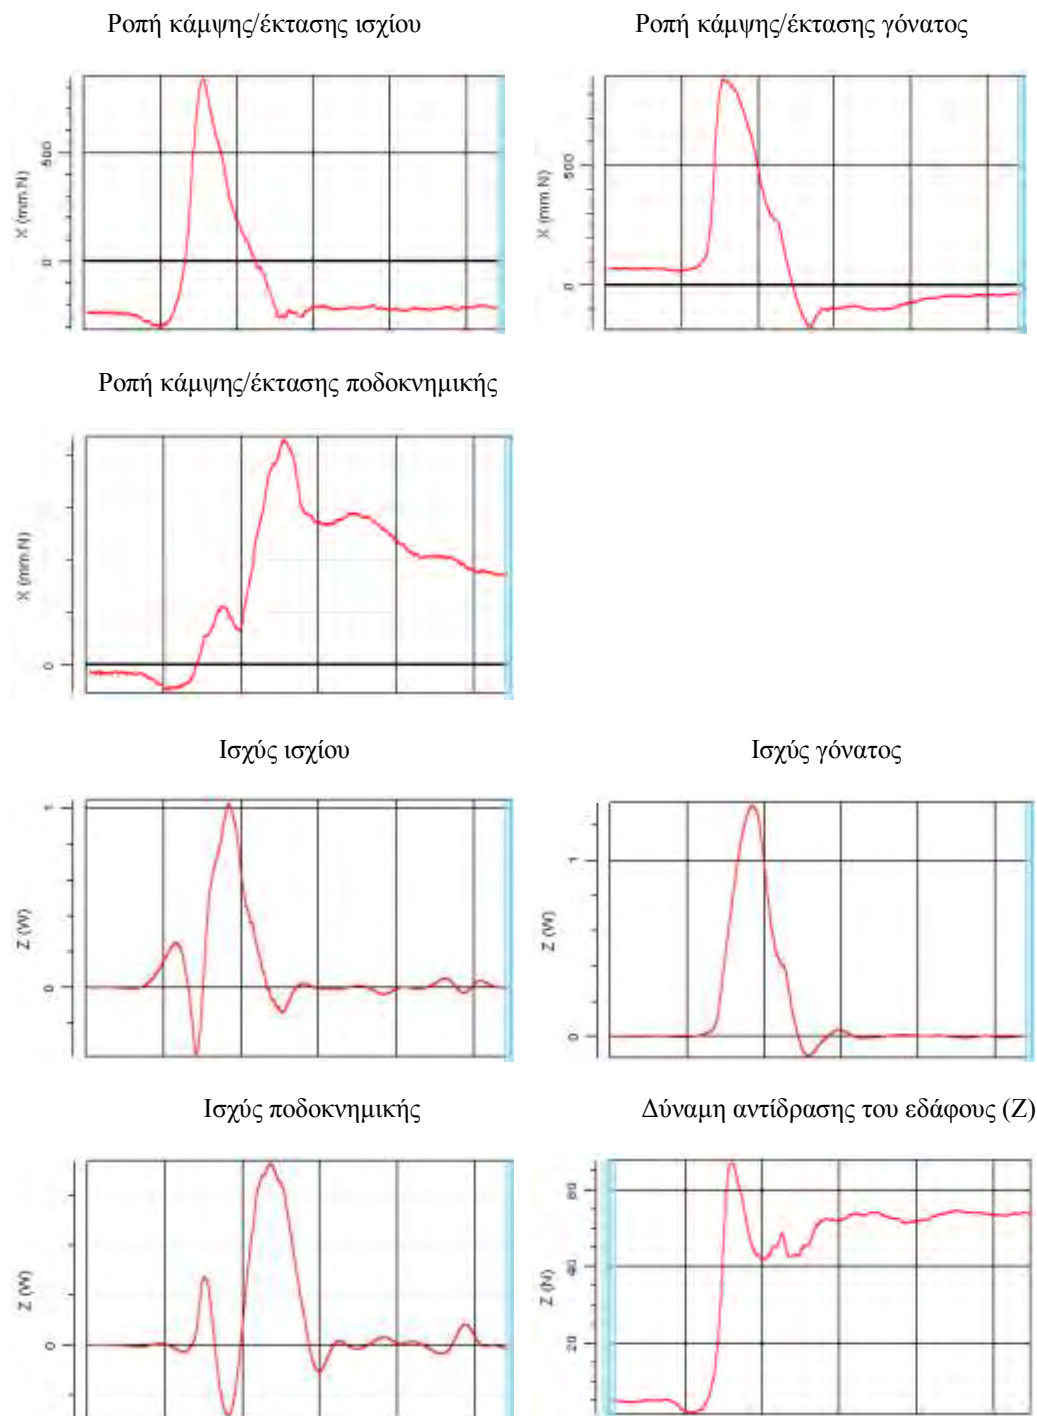 Ροπή κάμψης/έκτασης ισχίου
Ροπή κάμψης/έκτασης γόνατος
X (mm.N)
500
0
X (mm.N)
500
0
Ροπή κάμψης/έκτασης ποδοκνημικής
X (mm.N)
0
Ισχύς ισχίου
Ισχύς γόνατος
Z (W)
1
0
Z (W)
1
0
Ισχύς ποδοκνημικής
Δύναμη αντίδρασης του εδάφους (Z)
Z (W)
0
Z (N)
60
40
20